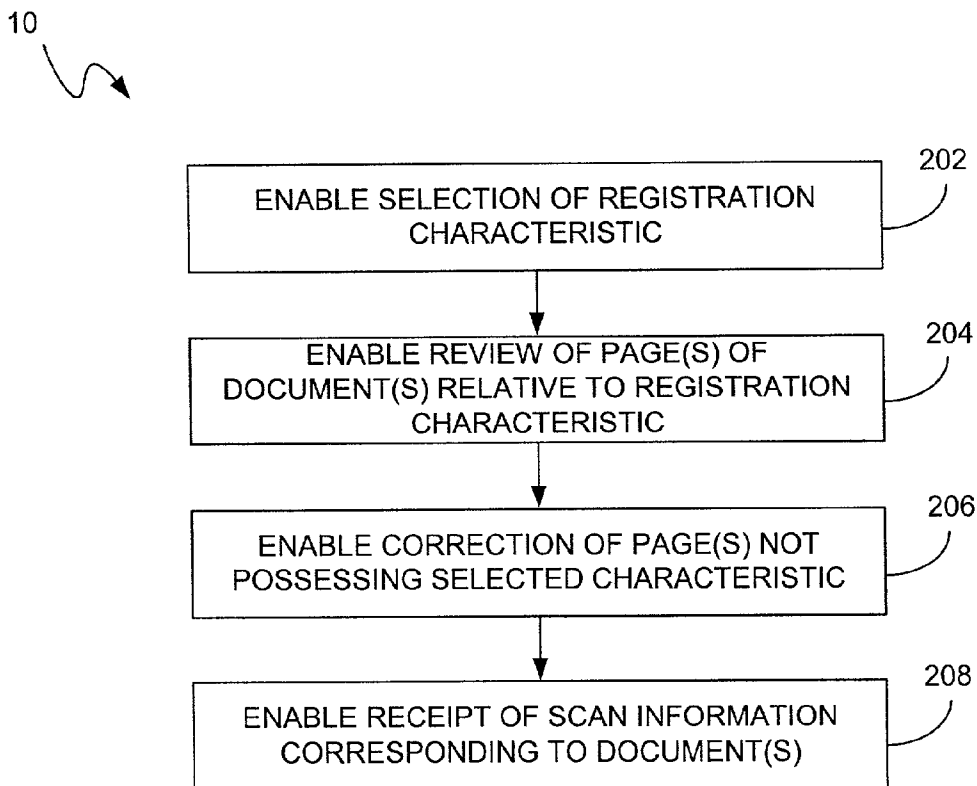 10
202
ENABLE SELECTION OF REGISTRATION
CHARACTERISTIC
204
ENABLE REVIEW OF PAGE(S) OF
DOCUMENT(S) RELATIVE TO REGISTRATION
CHARACTERISTIC
206
ENABLE CORRECTION OF PAGE(S) NOT
POSSESSING SELECTED CHARACTERISTIC
208
ENABLE RECEIPT OF SCAN INFORMATION
CORRESPONDING TO DOCUMENT(S)